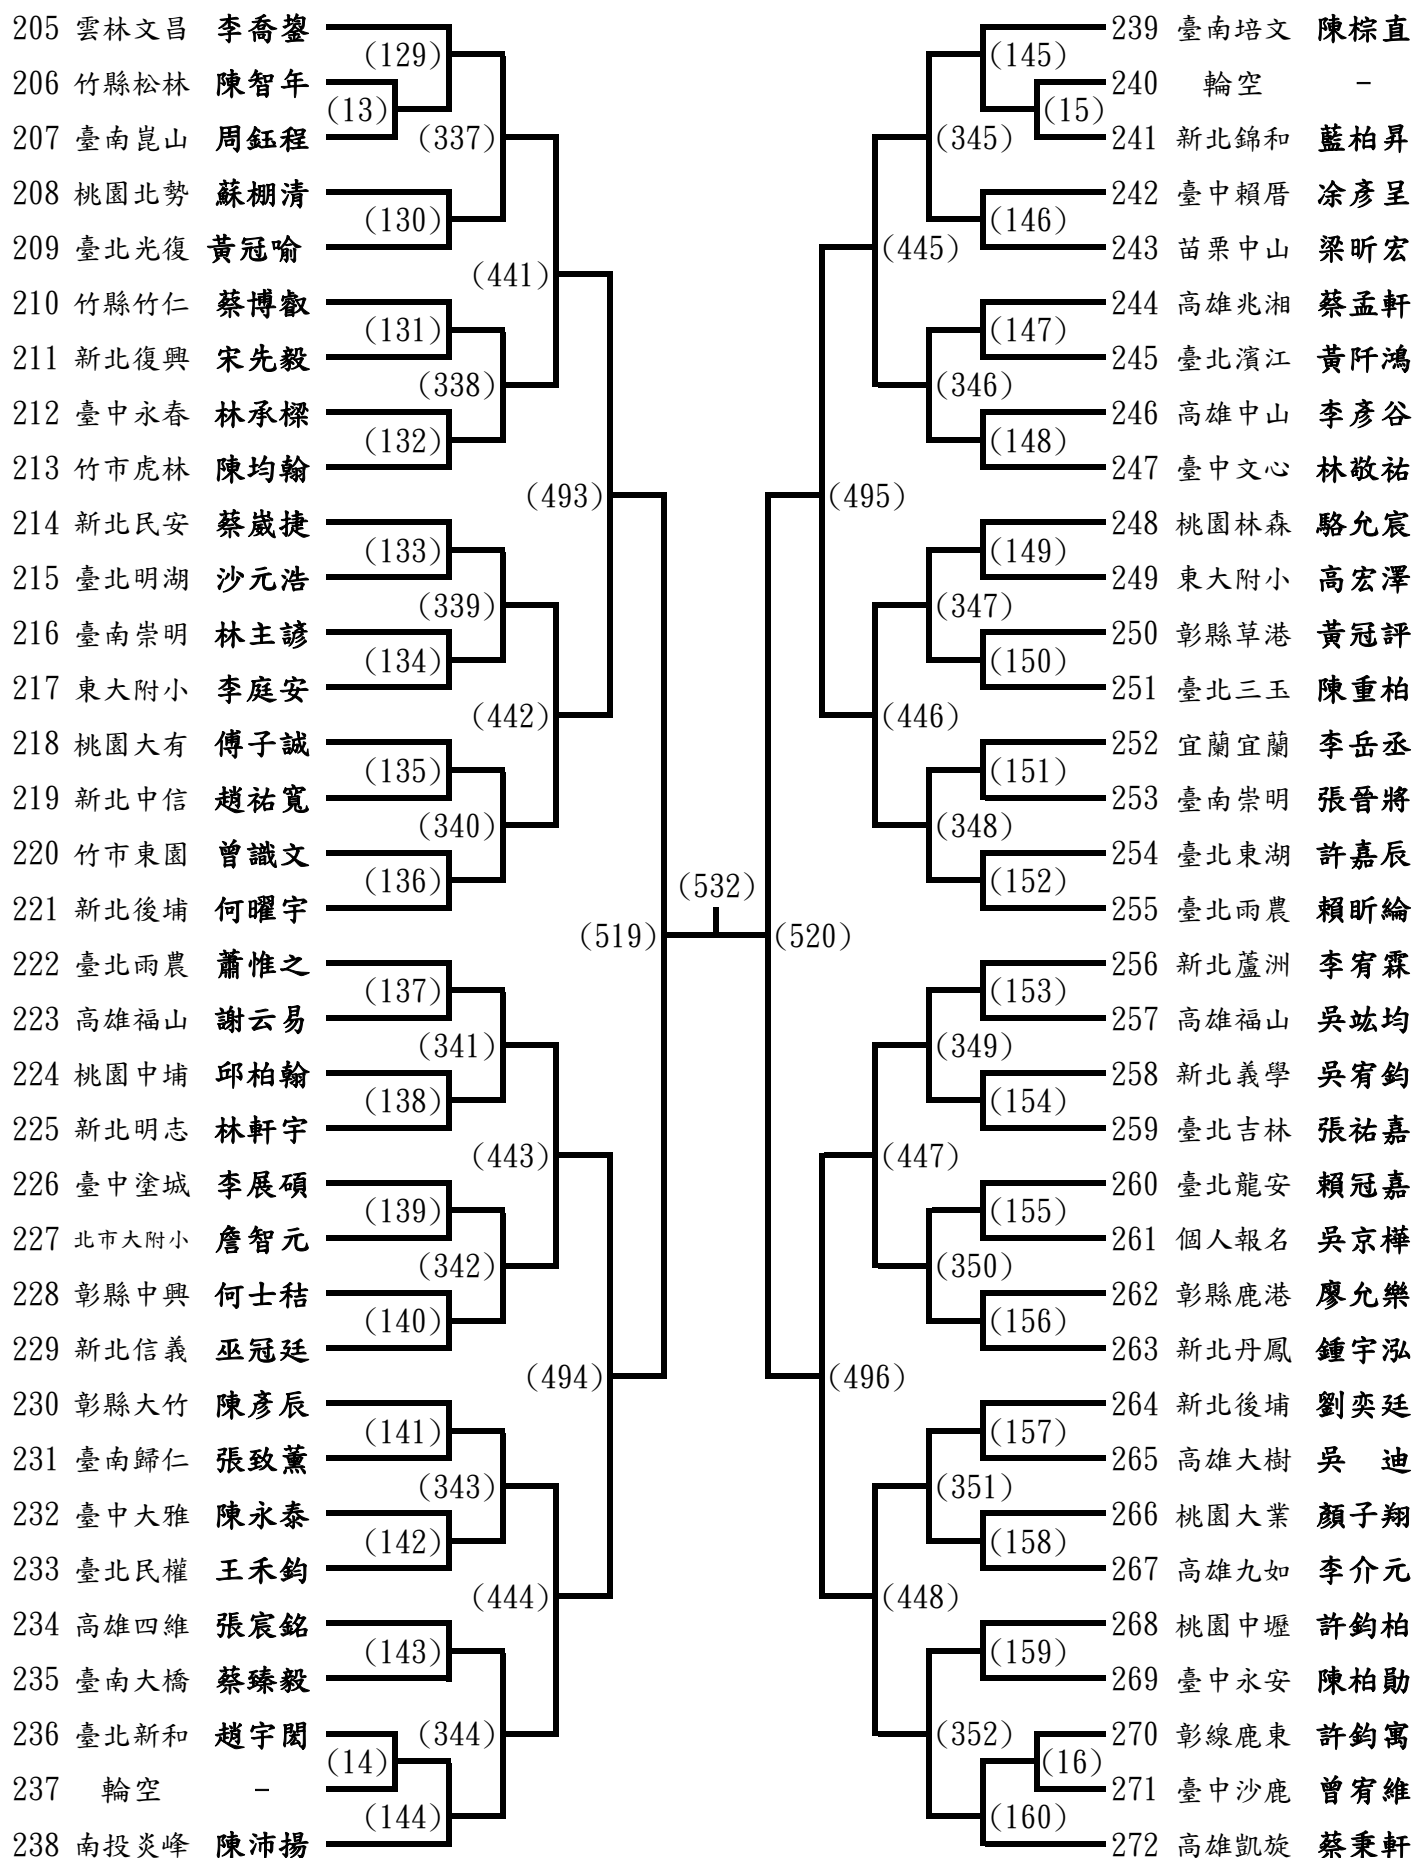 205 雲林文昌 李喬鋆
(129)
206 竹縣松林 陳智年
(13)
207 臺南崑山 周鈺程
(337)
208 桃園北勢 蘇棚清
(130)
209 臺北光復 黃冠喻
(441)
210 竹縣竹仁 蔡博叡
(131)
211 新北復興 宋先毅
(338)
212 臺中永春 林承樑
(132)
213 竹市虎林 陳均翰
(493)
214 新北民安 蔡崴捷
(133)
215 臺北明湖 沙元浩
(339)
216 臺南崇明 林主諺
(134)
217 東大附小 李庭安
(442)
218 桃園大有 傅子誠
(135)
219 新北中信 趙祐寬
(340)
220 竹市東園 曾識文
(136)
221 新北後埔 何曜宇
(519)
222 臺北雨農 蕭惟之
(137)
223 高雄福山 謝云易
(341)
224 桃園中埔 邱柏翰
(138)
225 新北明志 林軒宇
(443)
226 臺中塗城 李展碩
(139)
227 北市大附小 詹智元
(342)
228 彰縣中興 何士秸
(140)
229 新北信義 巫冠廷
(494)
230 彰縣大竹 陳彥辰
(141)
231 臺南歸仁 張致薰
(343)
232 臺中大雅 陳永泰
(142)
233 臺北民權 王禾鈞
(444)
234 高雄四維 張宸銘
(143)
235 臺南大橋 蔡臻毅
(344)
236 臺北新和 趙宇閎
(14)
237 輪空 -
(144)
238 南投炎峰 陳沛揚
(532)
239 臺南培文 陳棕直
(145)
240 輪空 -
(15)
241 新北錦和 藍柏昇
(345)
242 臺中賴厝 凃彥呈
(146)
243 苗栗中山 梁昕宏
(445)
244 高雄兆湘 蔡孟軒
(147)
245 臺北濱江 黃阡鴻
(346)
246 高雄中山 李彥谷
(148)
247 臺中文心 林敬祐
(495)
248 桃園林森 駱允宸
(149)
249 東大附小 高宏澤
(347)
250 彰縣草港 黃冠評
(150)
251 臺北三玉 陳重柏
(446)
252 宜蘭宜蘭 李岳丞
(151)
253 臺南崇明 張晉將
(348)
254 臺北東湖 許嘉辰
(152)
255 臺北雨農 賴昕綸
(520)
256 新北蘆洲 李宥霖
(153)
257 高雄福山 吳竑均
(349)
258 新北義學 吳宥鈞
(154)
259 臺北吉林 張祐嘉
(447)
260 臺北龍安 賴冠嘉
(155)
261 個人報名 吳京樺
(350)
262 彰縣鹿港 廖允樂
(156)
263 新北丹鳳 鍾宇泓
(496)
264 新北後埔 劉奕廷
(157)
265 高雄大樹 吳　迪
(351)
266 桃園大業 顏子翔
(158)
267 高雄九如 李介元
(448)
268 桃園中壢 許鈞柏
(159)
269 臺中永安 陳柏勛
(352)
270 彰線鹿東 許鈞寓
(16)
271 臺中沙鹿 曾宥維
(160)
272 高雄凱旋 蔡秉軒